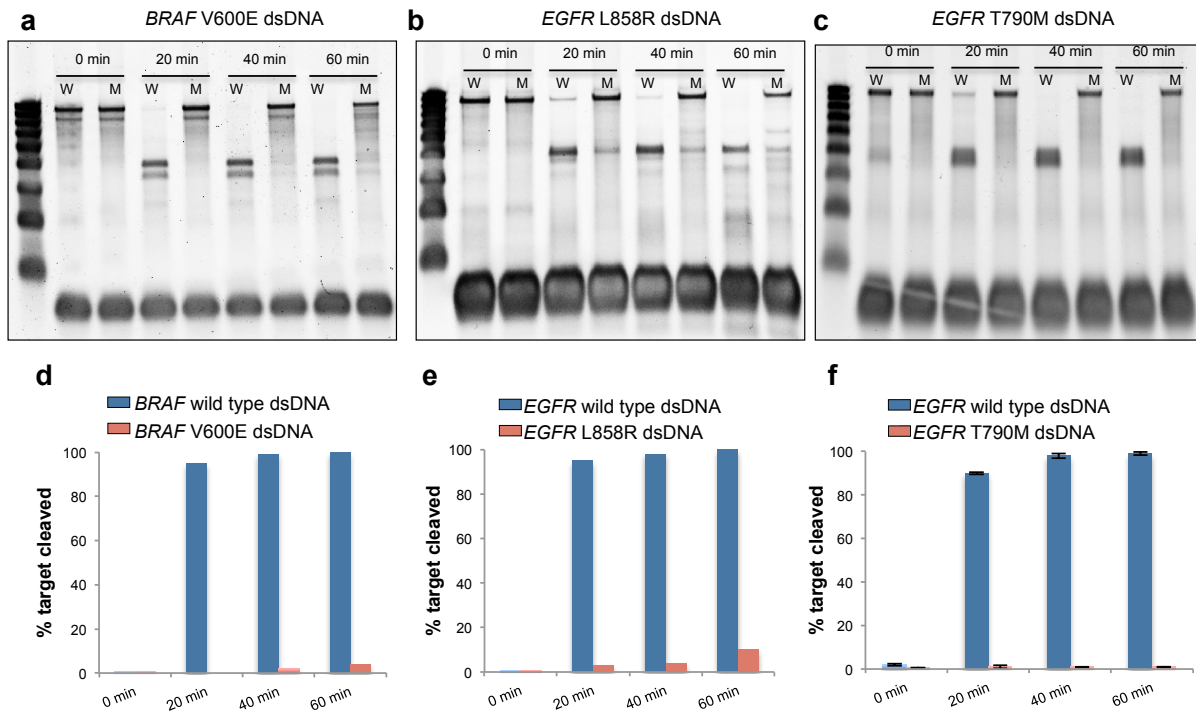 a
BRAF V600E dsDNA
0 min 20 min 40 min 60 min
W M W M W M W M
b
EGFR L858R dsDNA
0 min 20 min 40 min 60 min
W M W M W M W M
c
EGFR T790M dsDNA
0 min 20 min 40 min 60 min
W M W M W M W M
d
BRAF wild type dsDNA
BRAF V600E dsDNA
% target cleaved
100
80
60
40
20
0
0 min 20 min 40 min 60 min
e
EGFR wild type dsDNA
EGFR L858R dsDNA
% target cleaved
100
80
60
40
20
0
0 min 20 min 40 min 60 min
f
EGFR wild type dsDNA
EGFR T790M dsDNA
% target cleaved
100
80
60
40
20
0
0 min 20 min 40 min 60 min